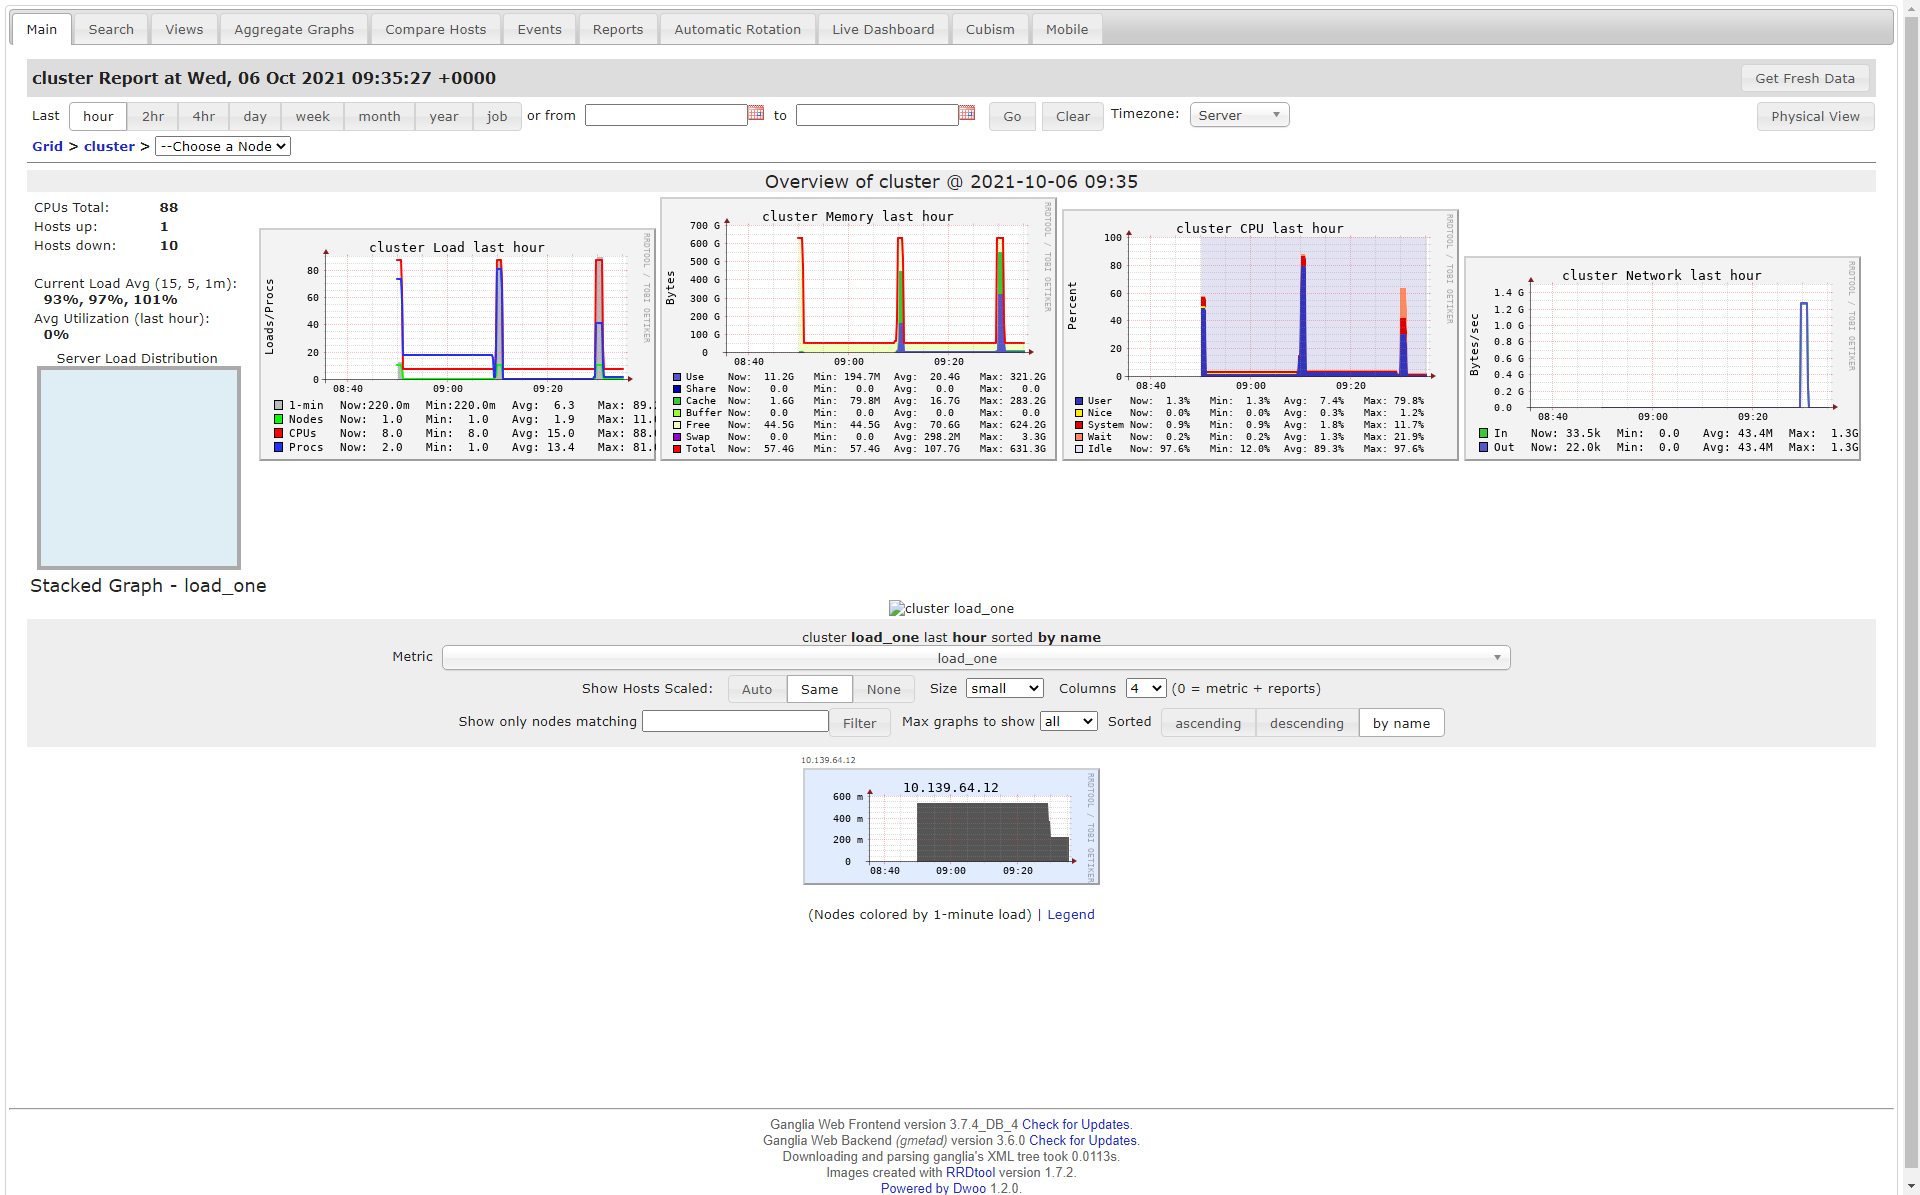 Main Search Views Aggregate Graphs Compare Hosts Events Reports Automatic Rotation Live Dashboard Cubism Mobile
cluster Report at Wed, 06 Oct 2021 09:35:27 +0000 Get Fresh Data
Last hour 2hr 4hr day week month year job or from to Go Clear Timezone: Server Physical View
Grid > cluster > --Choose a Node
Overview of cluster @ 2021-10-06 09:35
CPUs Total: 88
Hosts up: 1
Hosts down: 10
Current Load Avg (15, 5, 1m):
93%, 97%, 101%
Avg Utilization (last hour):
0%
Server Load Distribution
cluster Load last hour
RRDTOOL / TOBI OETIKER
Loads/Procs
80
60
40
20
0
08:40 09:00 09:20
1-min Now:220.0m Min:220.0m Avg: 6.3 Max: 89.
Nodes Now: 1.0 Min: 1.0 Avg: 1.9 Max: 11.
CPUs Now: 8.0 Min: 8.0 Avg: 15.0 Max: 88.
Procs Now: 2.0 Min: 1.0 Avg: 13.4 Max: 81.
cluster Memory last hour
RRDTOOL / TOBI OETIKER
Bytes
700 G
600 G
500 G
400 G
300 G
200 G
100 G
0
08:40 09:00 09:20
Use Now: 11.2G Min: 194.7M Avg: 20.4G Max: 321.2G
Share Now: 0.0 Min: 0.0 Avg: 0.0 Max: 0.0
Cache Now: 1.6G Min: 79.8M Avg: 16.7G Max: 283.2G
Buffer Now: 0.0 Min: 0.0 Avg: 0.0 Max: 0.0
Free Now: 44.5G Min: 44.5G Avg: 70.6G Max: 624.2G
Swap Now: 0.0 Min: 0.0 Avg: 298.2M Max: 3.3G
Total Now: 57.4G Min: 57.4G Avg: 107.7G Max: 631.3G
cluster CPU last hour
RRDTOOL / TOBI OETIKER
Percent
100
80
60
40
20
0
08:40 09:00 09:20
User Now: 1.3% Min: 1.3% Avg: 7.4% Max: 79.8%
Nice Now: 0.0% Min: 0.0% Avg: 0.3% Max: 1.2%
System Now: 0.9% Min: 0.9% Avg: 1.8% Max: 11.7%
Wait Now: 0.2% Min: 0.2% Avg: 1.3% Max: 21.9%
Idle Now: 97.6% Min: 12.0% Avg: 89.3% Max: 97.6%
cluster Network last hour
RRDTOOL / TOBI OETIKER
Bytes/sec
1.4 G
1.2 G
1.0 G
0.8 G
0.6 G
0.4 G
0.2 G
0.0
08:40 09:00 09:20
In Now: 33.5k Min: 0.0 Avg: 43.4M Max: 1.3G
Out Now: 22.0k Min: 0.0 Avg: 43.4M Max: 1.3G
Stacked Graph - load_one
cluster load_one
cluster load_one last hour sorted by name
Metric load_one
Show Hosts Scaled: Auto Same None Size small Columns 4 (0 = metric + reports)
Show only nodes matching Filter Max graphs to show all Sorted ascending descending by name
10.139.64.12
10.139.64.12
RRDTOOL / TOBI OETIKER
600 m
400 m
200 m
0
08:40 09:00 09:20
(Nodes colored by 1-minute load) | Legend
Ganglia Web Frontend version 3.7.4_DB_4 Check for Updates.
Ganglia Web Backend (gmetad) version 3.6.0 Check for Updates.
Downloading and parsing ganglia's XML tree took 0.0113s.
Images created with RRDtool version 1.7.2.
Powered by Dwoo 1.2.0.